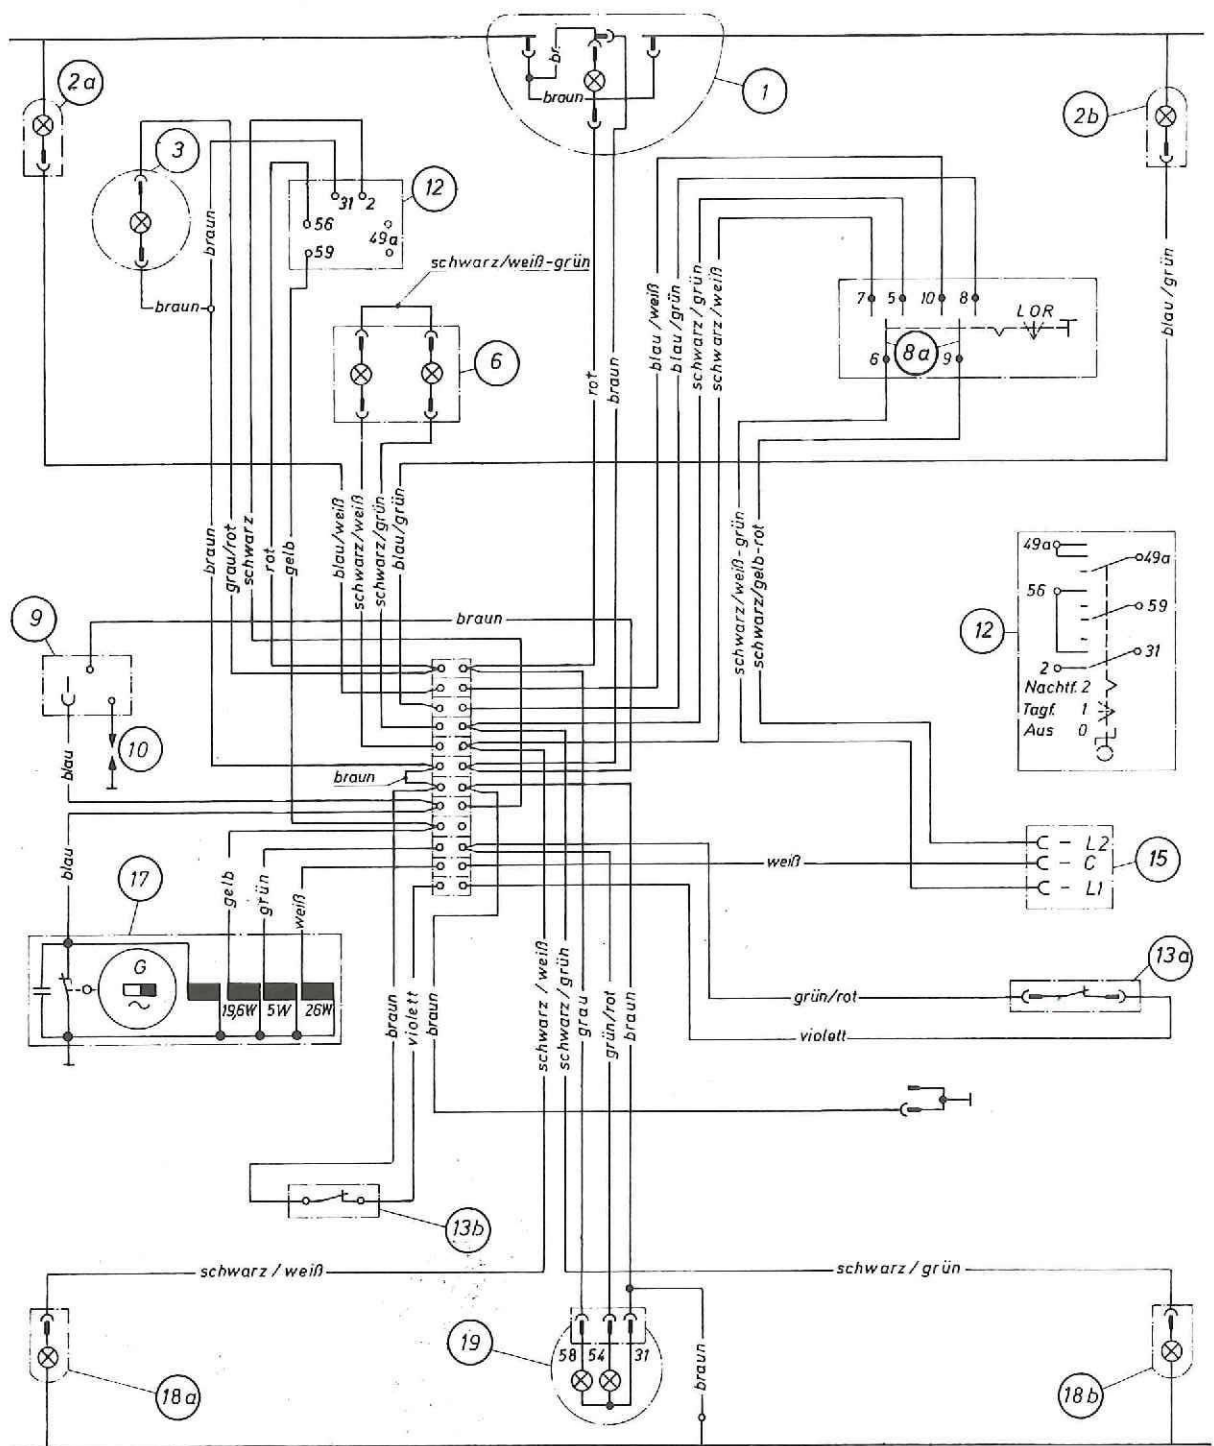 br.
braun
1
2a
2b
3
12
31 2
56
49a
59
schwarz/weiß-grün
braun
braun
6
rot
braun
blau/weiß
blau/grün
schwarz/grün
schwarz/weiß
7 5 10 8
L O R
8a
6 9
blau/grün
braun
grau/rot
schwarz
rot
gelb
blau/weiß
schwarz/weiß
schwarz/grün
blau/grün
schwarz/weiß-grün
schwarz/gelb-rot
49a 49a
56
59
12
31
2
Nachtf. 2
Tagf. 1
Aus 0
9
braun
10
blau
braun
blau
17
gelb
grün
weiß
weiß
L2
C
L1
15
G
19,6W 5W 26W
13a
grün/rot
violett
braun
violett
braun
schwarz/weiß
schwarz/grün
grau
grün/rot
braun
13b
schwarz/weiß
schwarz/grün
19
58 54 31
braun
18a
18b